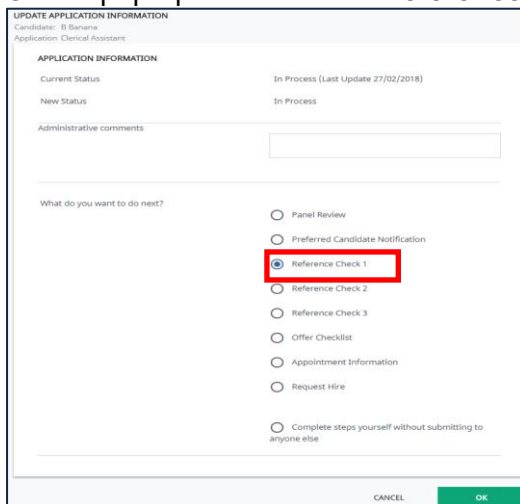 UPDATE APPLICATION INFORMATION
Candidate: B Banana
Application Clerical Assistant
APPLICATION INFORMATION
Current Status In Process (Last Update 27/02/2018)
New Status In Process
Administrative comments
What do you want to do next?
Panel Review
Preferred Candidate Notification
Reference Check 1
Reference Check 2
Reference Check 3
Offer Checklist
Appointment Information
Request Hire
Complete steps yourself without submitting to
anyone else
CANCEL OK